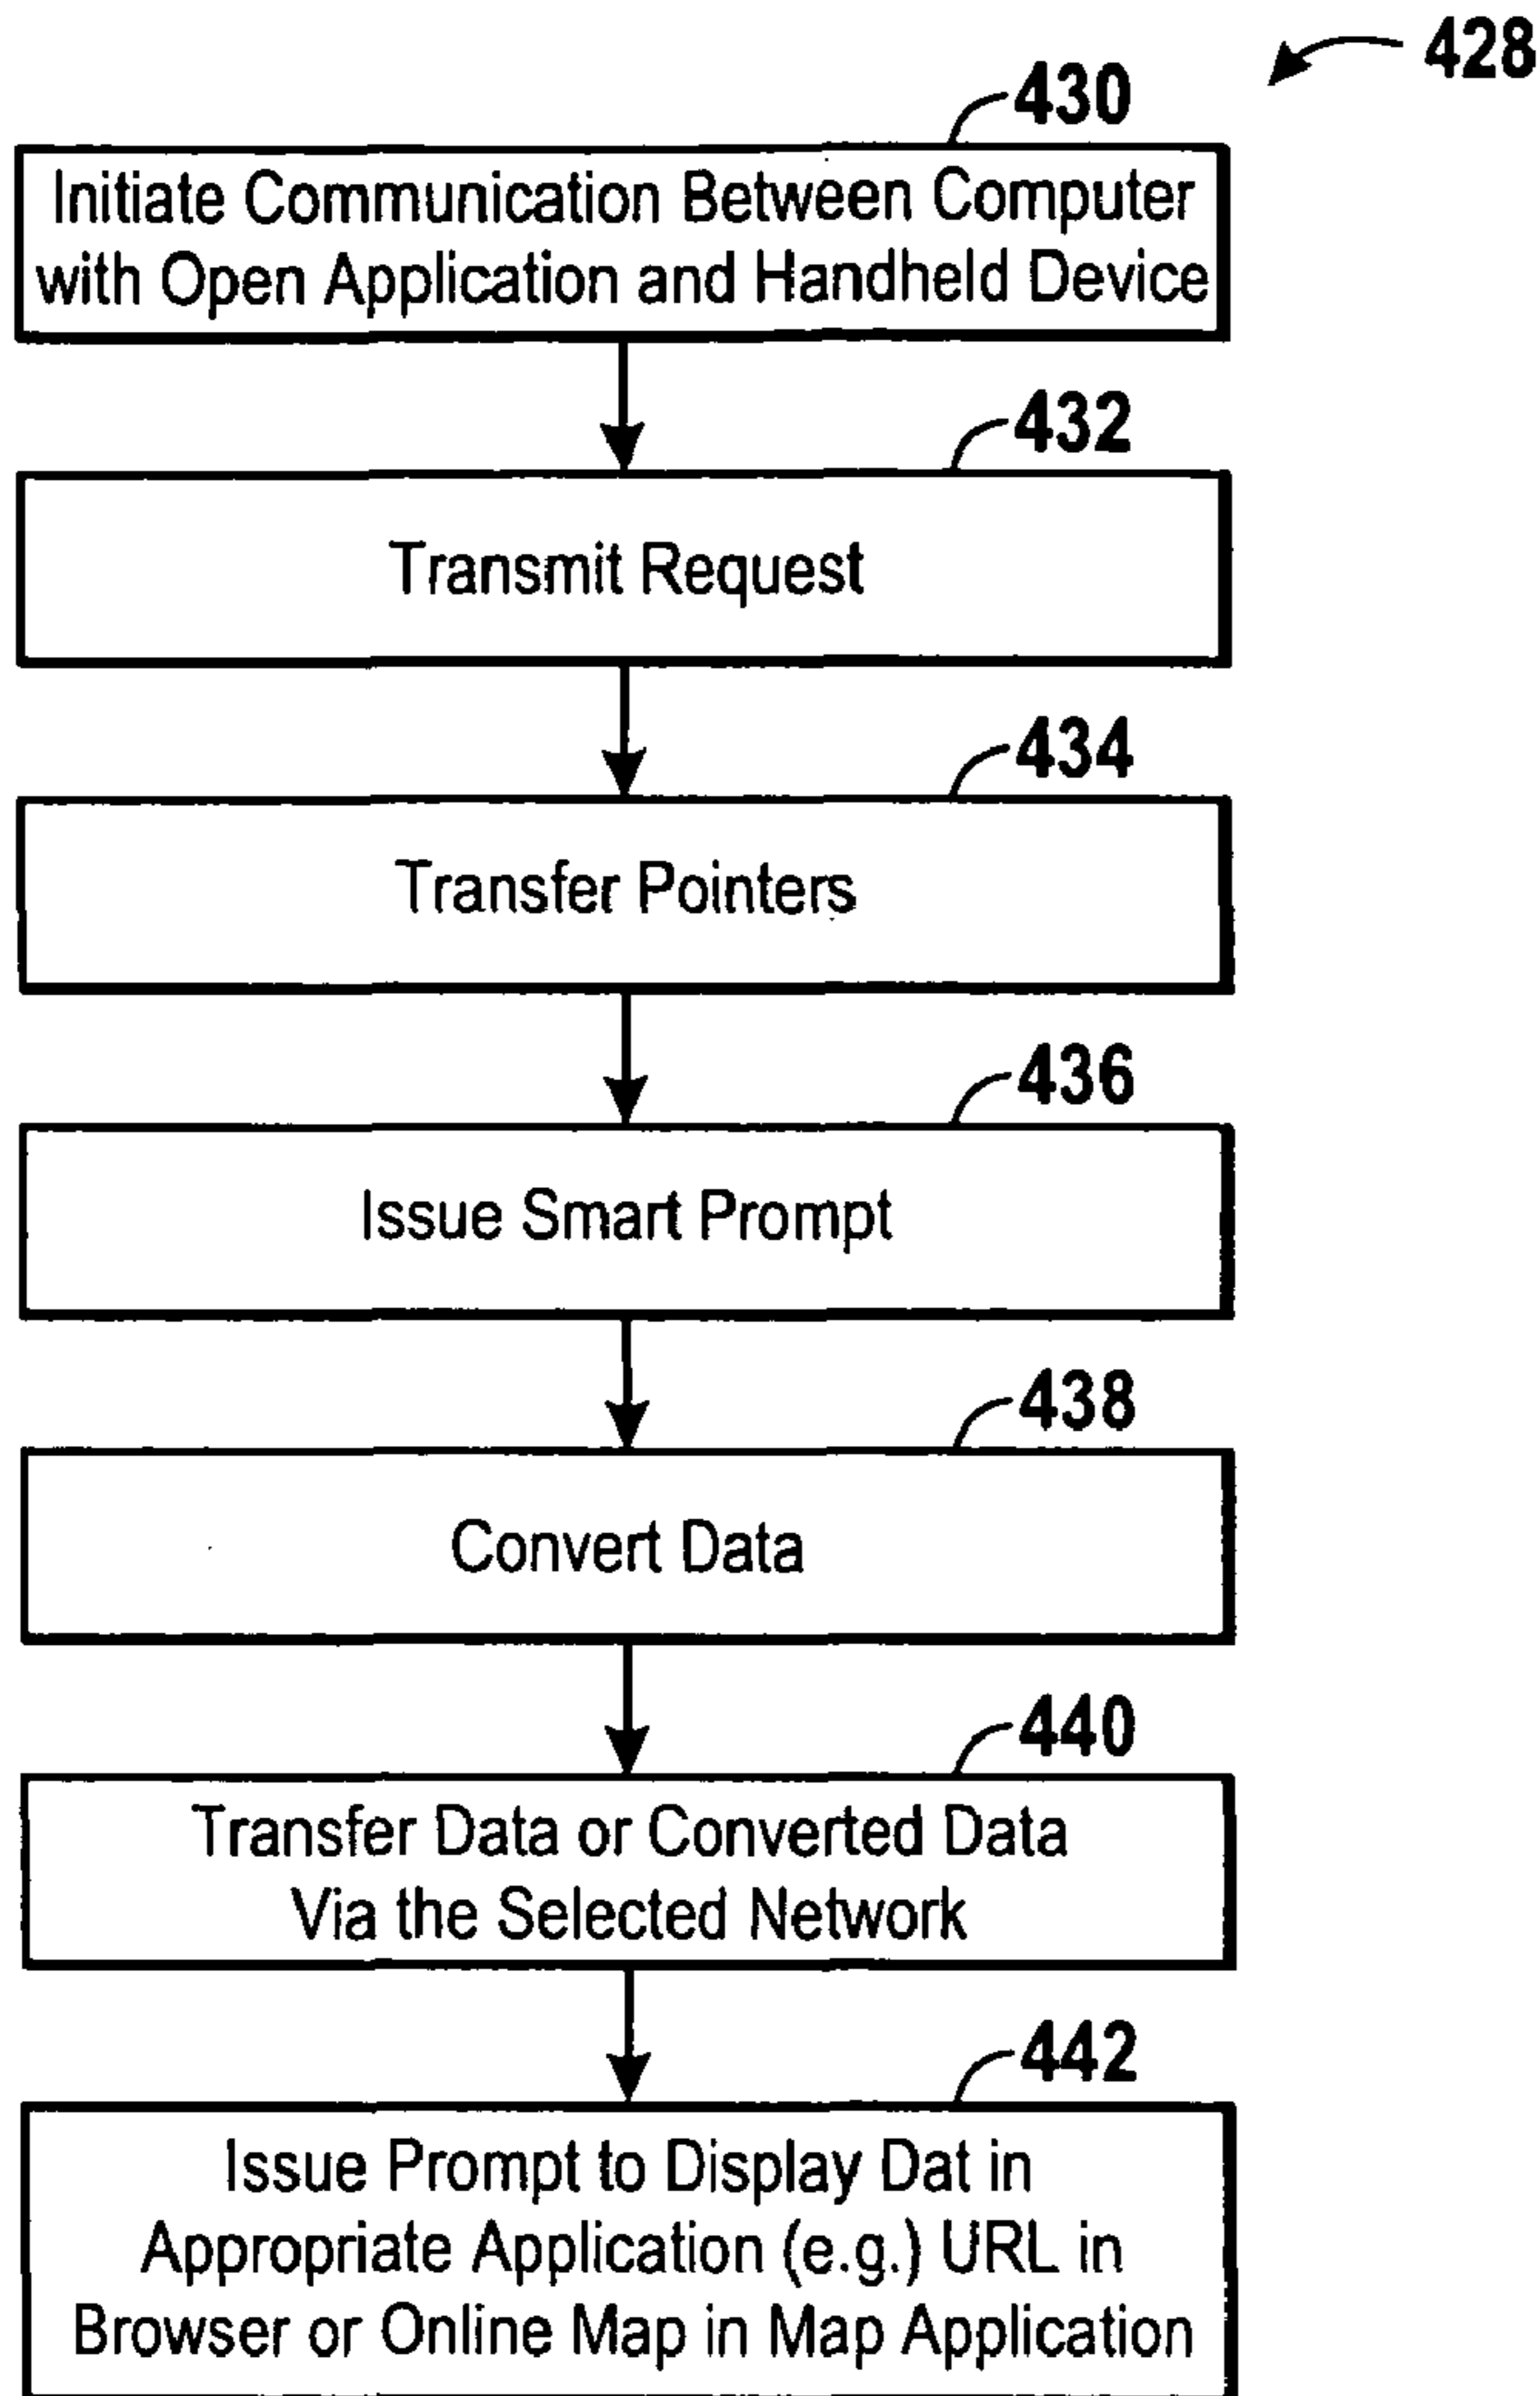 428
430
Initiate Communication Between Computer
with Open Application and Handheld Device
432
Transmit Request
434
Transfer Pointers
436
Issue Smart Prompt
438
Convert Data
440
Transfer Data or Converted Data
Via the Selected Network
442
Issue Prompt to Display Dat in
Appropriate Application (e.g.) URL in
Browser or Online Map in Map Application